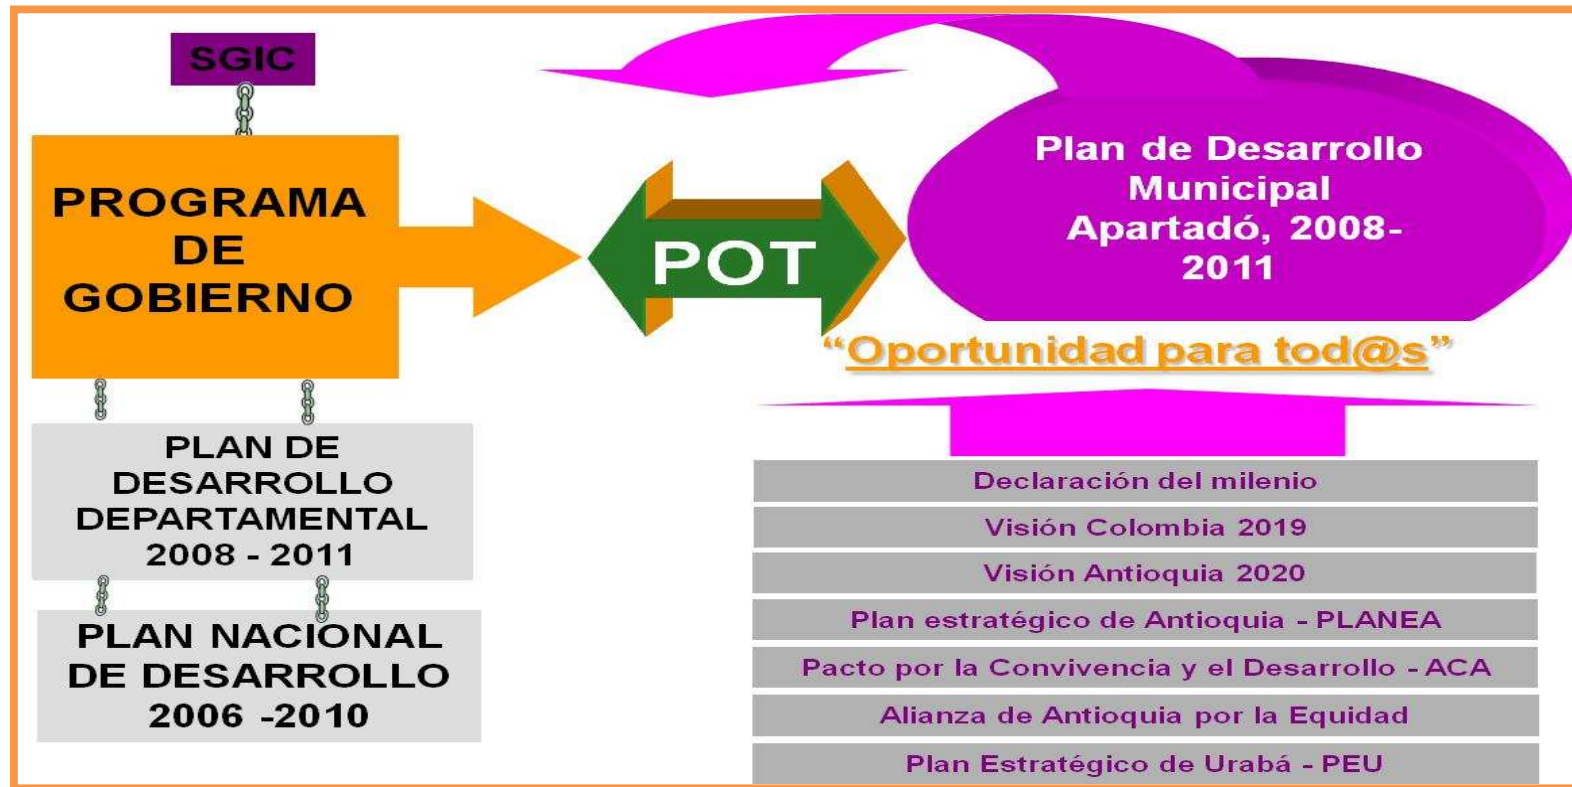 SGIC
PROGRAMA
DE
GOBIERNO
PLAN DE
DESARROLLO
DEPARTAMENTAL
2008 - 2011
PLAN NACIONAL
DE DESARROLLO
2006 -2010
POT
Plan de Desarrollo
Municipal
Apartadó, 2008-
2011
“Oportunidad para tod@s”
Declaración del milenio
Visión Colombia 2019
Visión Antioquia 2020
Plan estratégico de Antioquia - PLANEA
Pacto por la Convivencia y el Desarrollo - ACA
Alianza de Antioquia por la Equidad
Plan Estratégico de Urabá - PEU